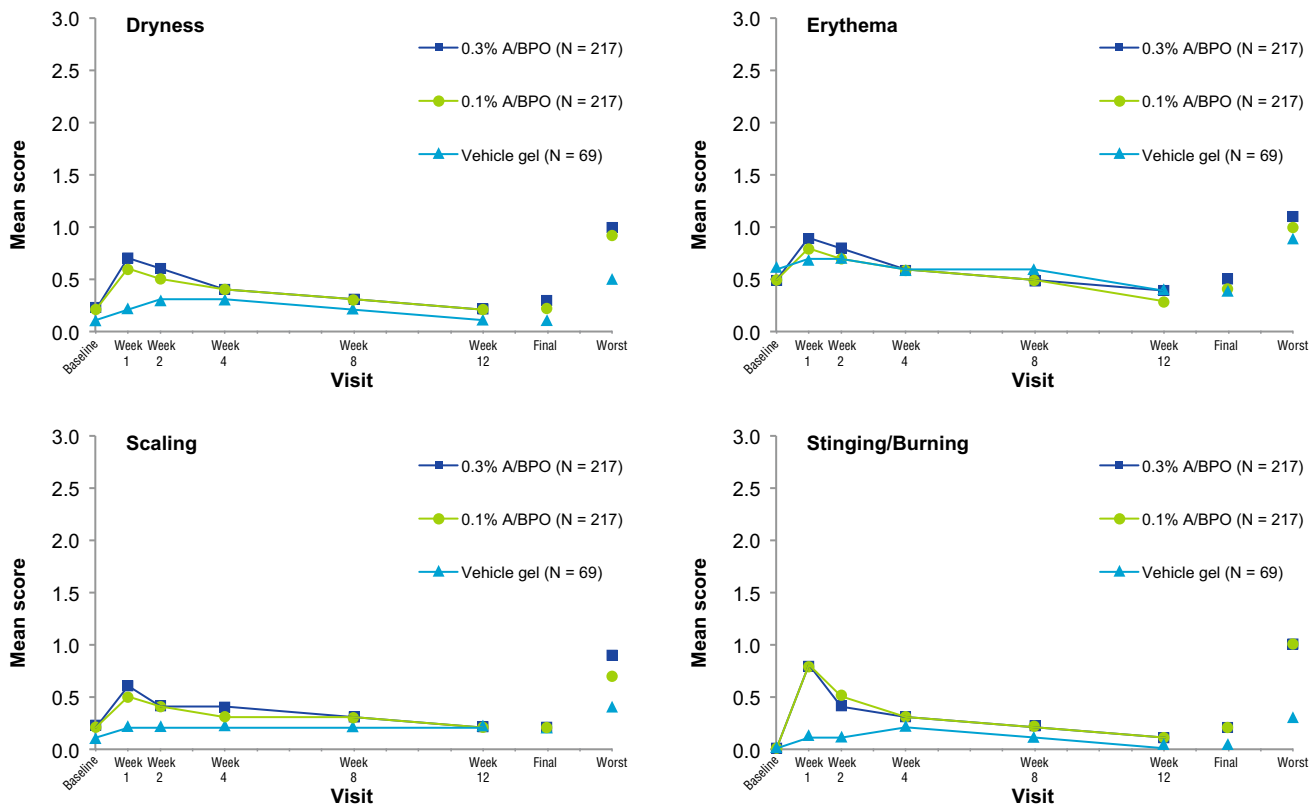 Dryness
0.3% A/BPO (N = 217)
0.1% A/BPO (N = 217)
Vehicle gel (N = 69)
Mean score
3.0
2.5
2.0
1.5
1.0
0.5
0.0
Baseline
Week 1
Week 2
Week 4
Week 8
Week 12
Final
Worst
Visit
Erythema
0.3% A/BPO (N = 217)
0.1% A/BPO (N = 217)
Vehicle gel (N = 69)
Mean score
3.0
2.5
2.0
1.5
1.0
0.5
0.0
Baseline
Week 1
Week 2
Week 4
Week 8
Week 12
Final
Worst
Visit
Scaling
0.3% A/BPO (N = 217)
0.1% A/BPO (N = 217)
Vehicle gel (N = 69)
Mean score
3.0
2.5
2.0
1.5
1.0
0.5
0.0
Baseline
Week 1
Week 2
Week 4
Week 8
Week 12
Final
Worst
Visit
Stinging/Burning
0.3% A/BPO (N = 217)
0.1% A/BPO (N = 217)
Vehicle gel (N = 69)
Mean score
3.0
2.5
2.0
1.5
1.0
0.5
0.0
Baseline
Week 1
Week 2
Week 4
Week 8
Week 12
Final
Worst
Visit